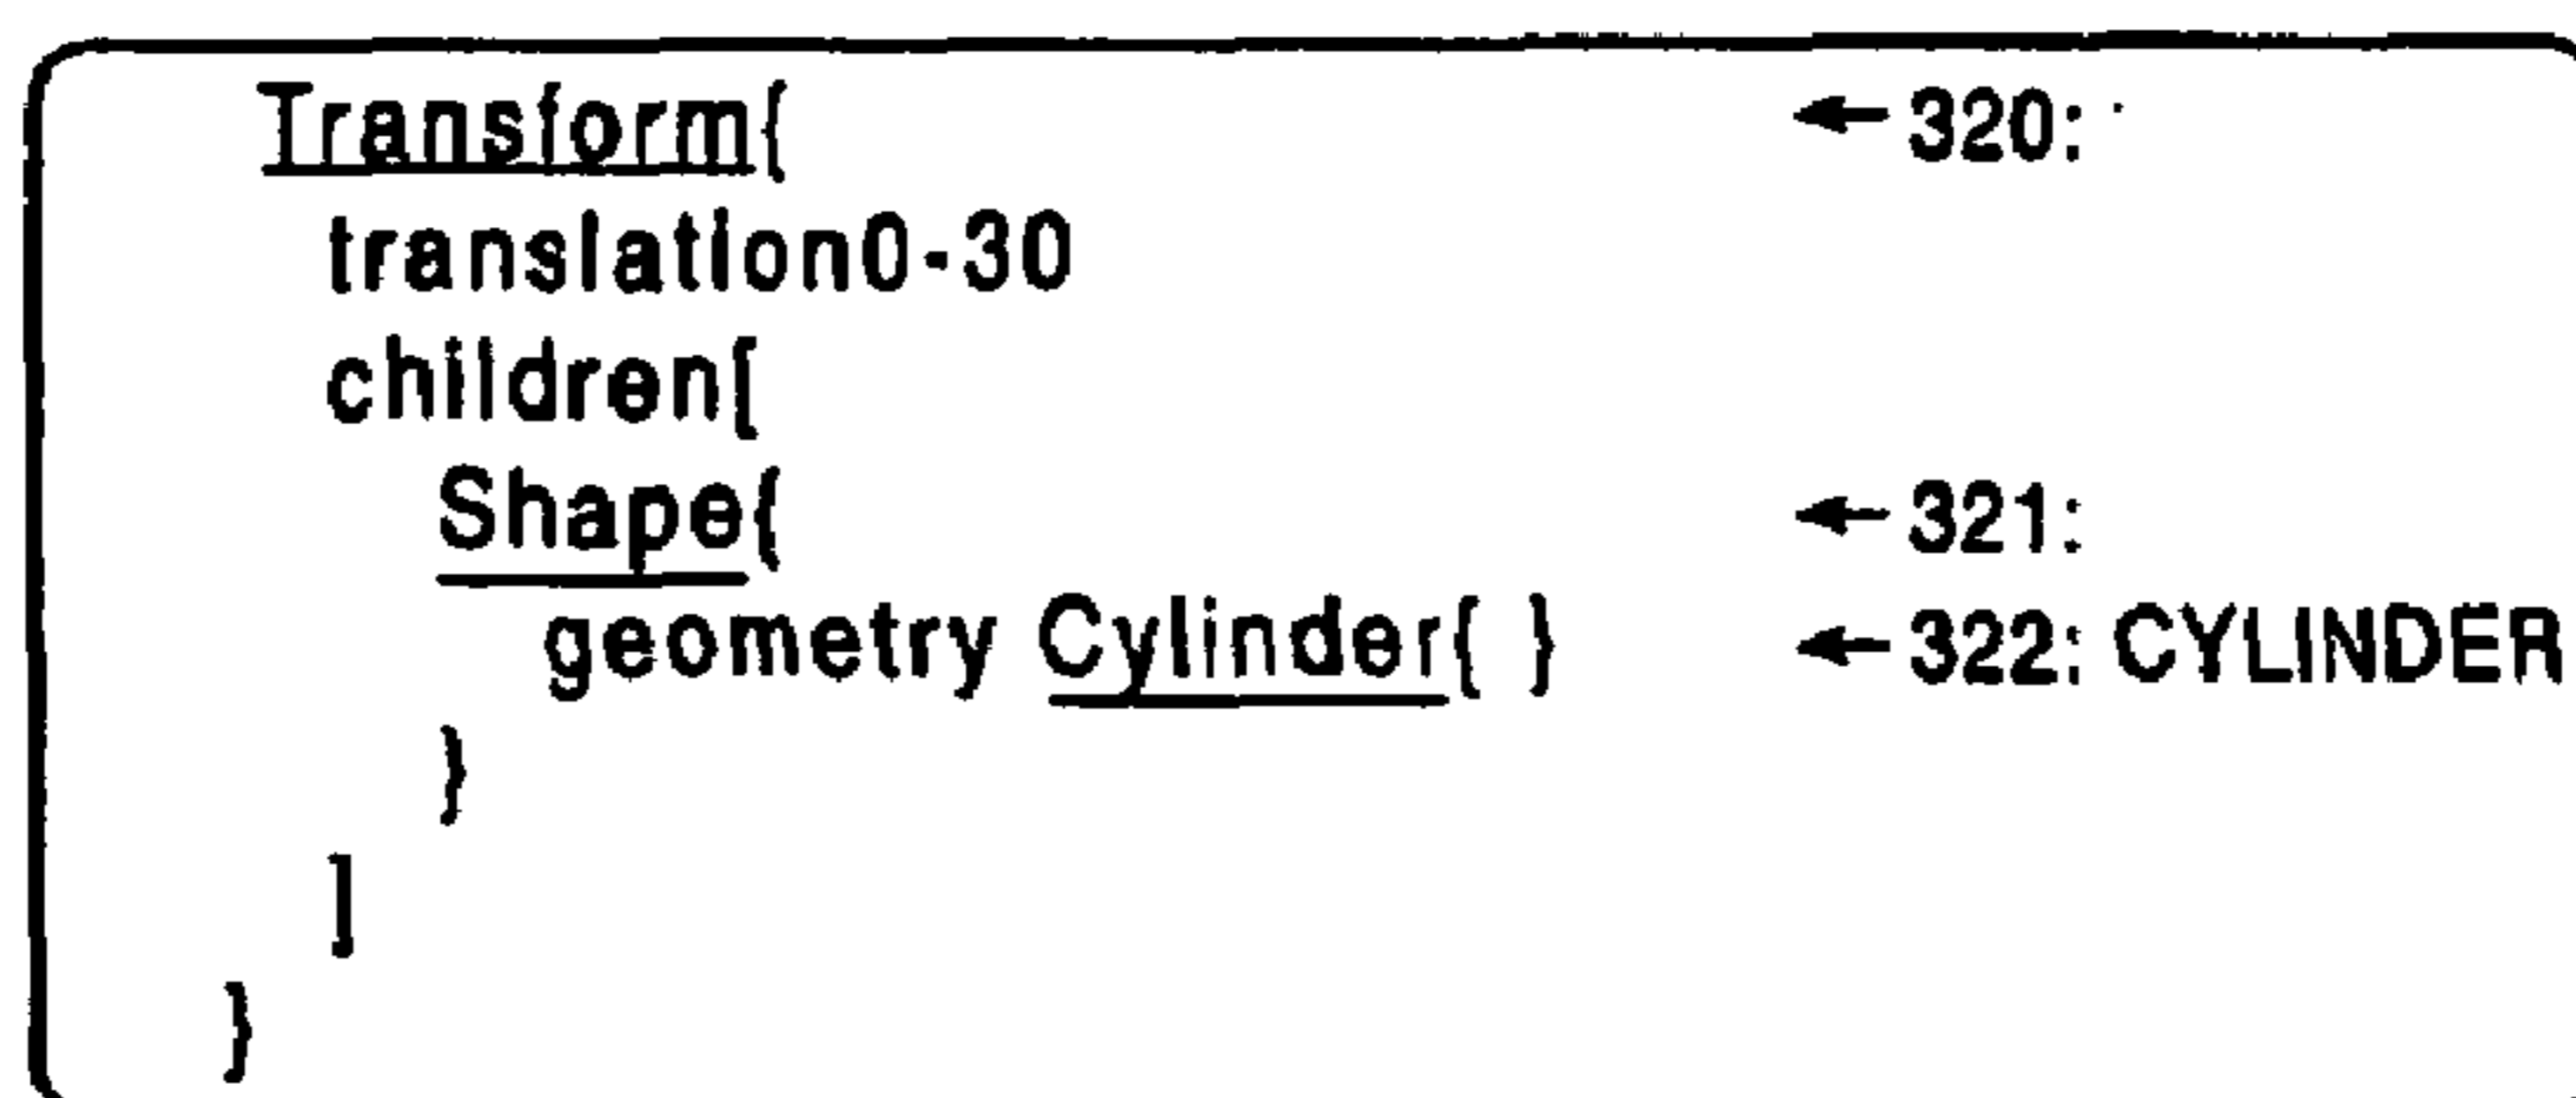 Transform{ ←320:
translation0-30
children[
Shape{ ←321:
geometry Cylinder{ } ←322: CYLINDER
}
]
}